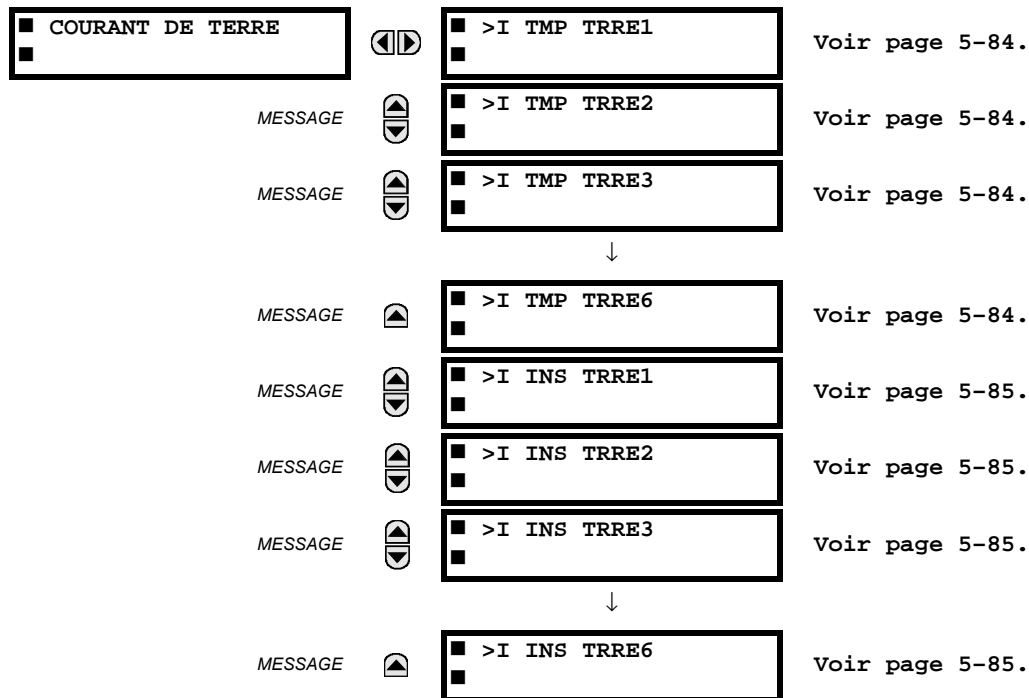 ■ COURANT DE TERRE
■
■ >I TMP TRRE1
■
Voir page 5-84.
MESSAGE
■ >I TMP TRRE2
■
Voir page 5-84.
MESSAGE
■ >I TMP TRRE3
■
Voir page 5-84.
↓
MESSAGE
■ >I TMP TRRE6
■
Voir page 5-84.
MESSAGE
■ >I INS TRRE1
■
Voir page 5-85.
MESSAGE
■ >I INS TRRE2
■
Voir page 5-85.
MESSAGE
■ >I INS TRRE3
■
Voir page 5-85.
↓
MESSAGE
■ >I INS TRRE6
■
Voir page 5-85.